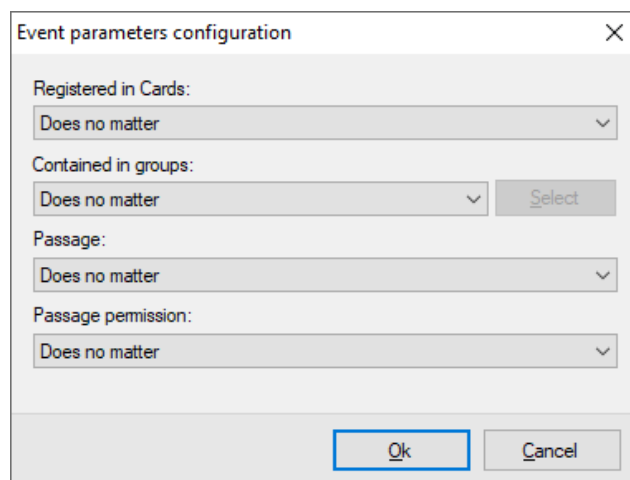 Event parameters configuration
Registered in Cards:
Does no matter
Contained in groups:
Does no matter
Select
Passage:
Does no matter
Passage permission:
Does no matter
Ok
Cancel